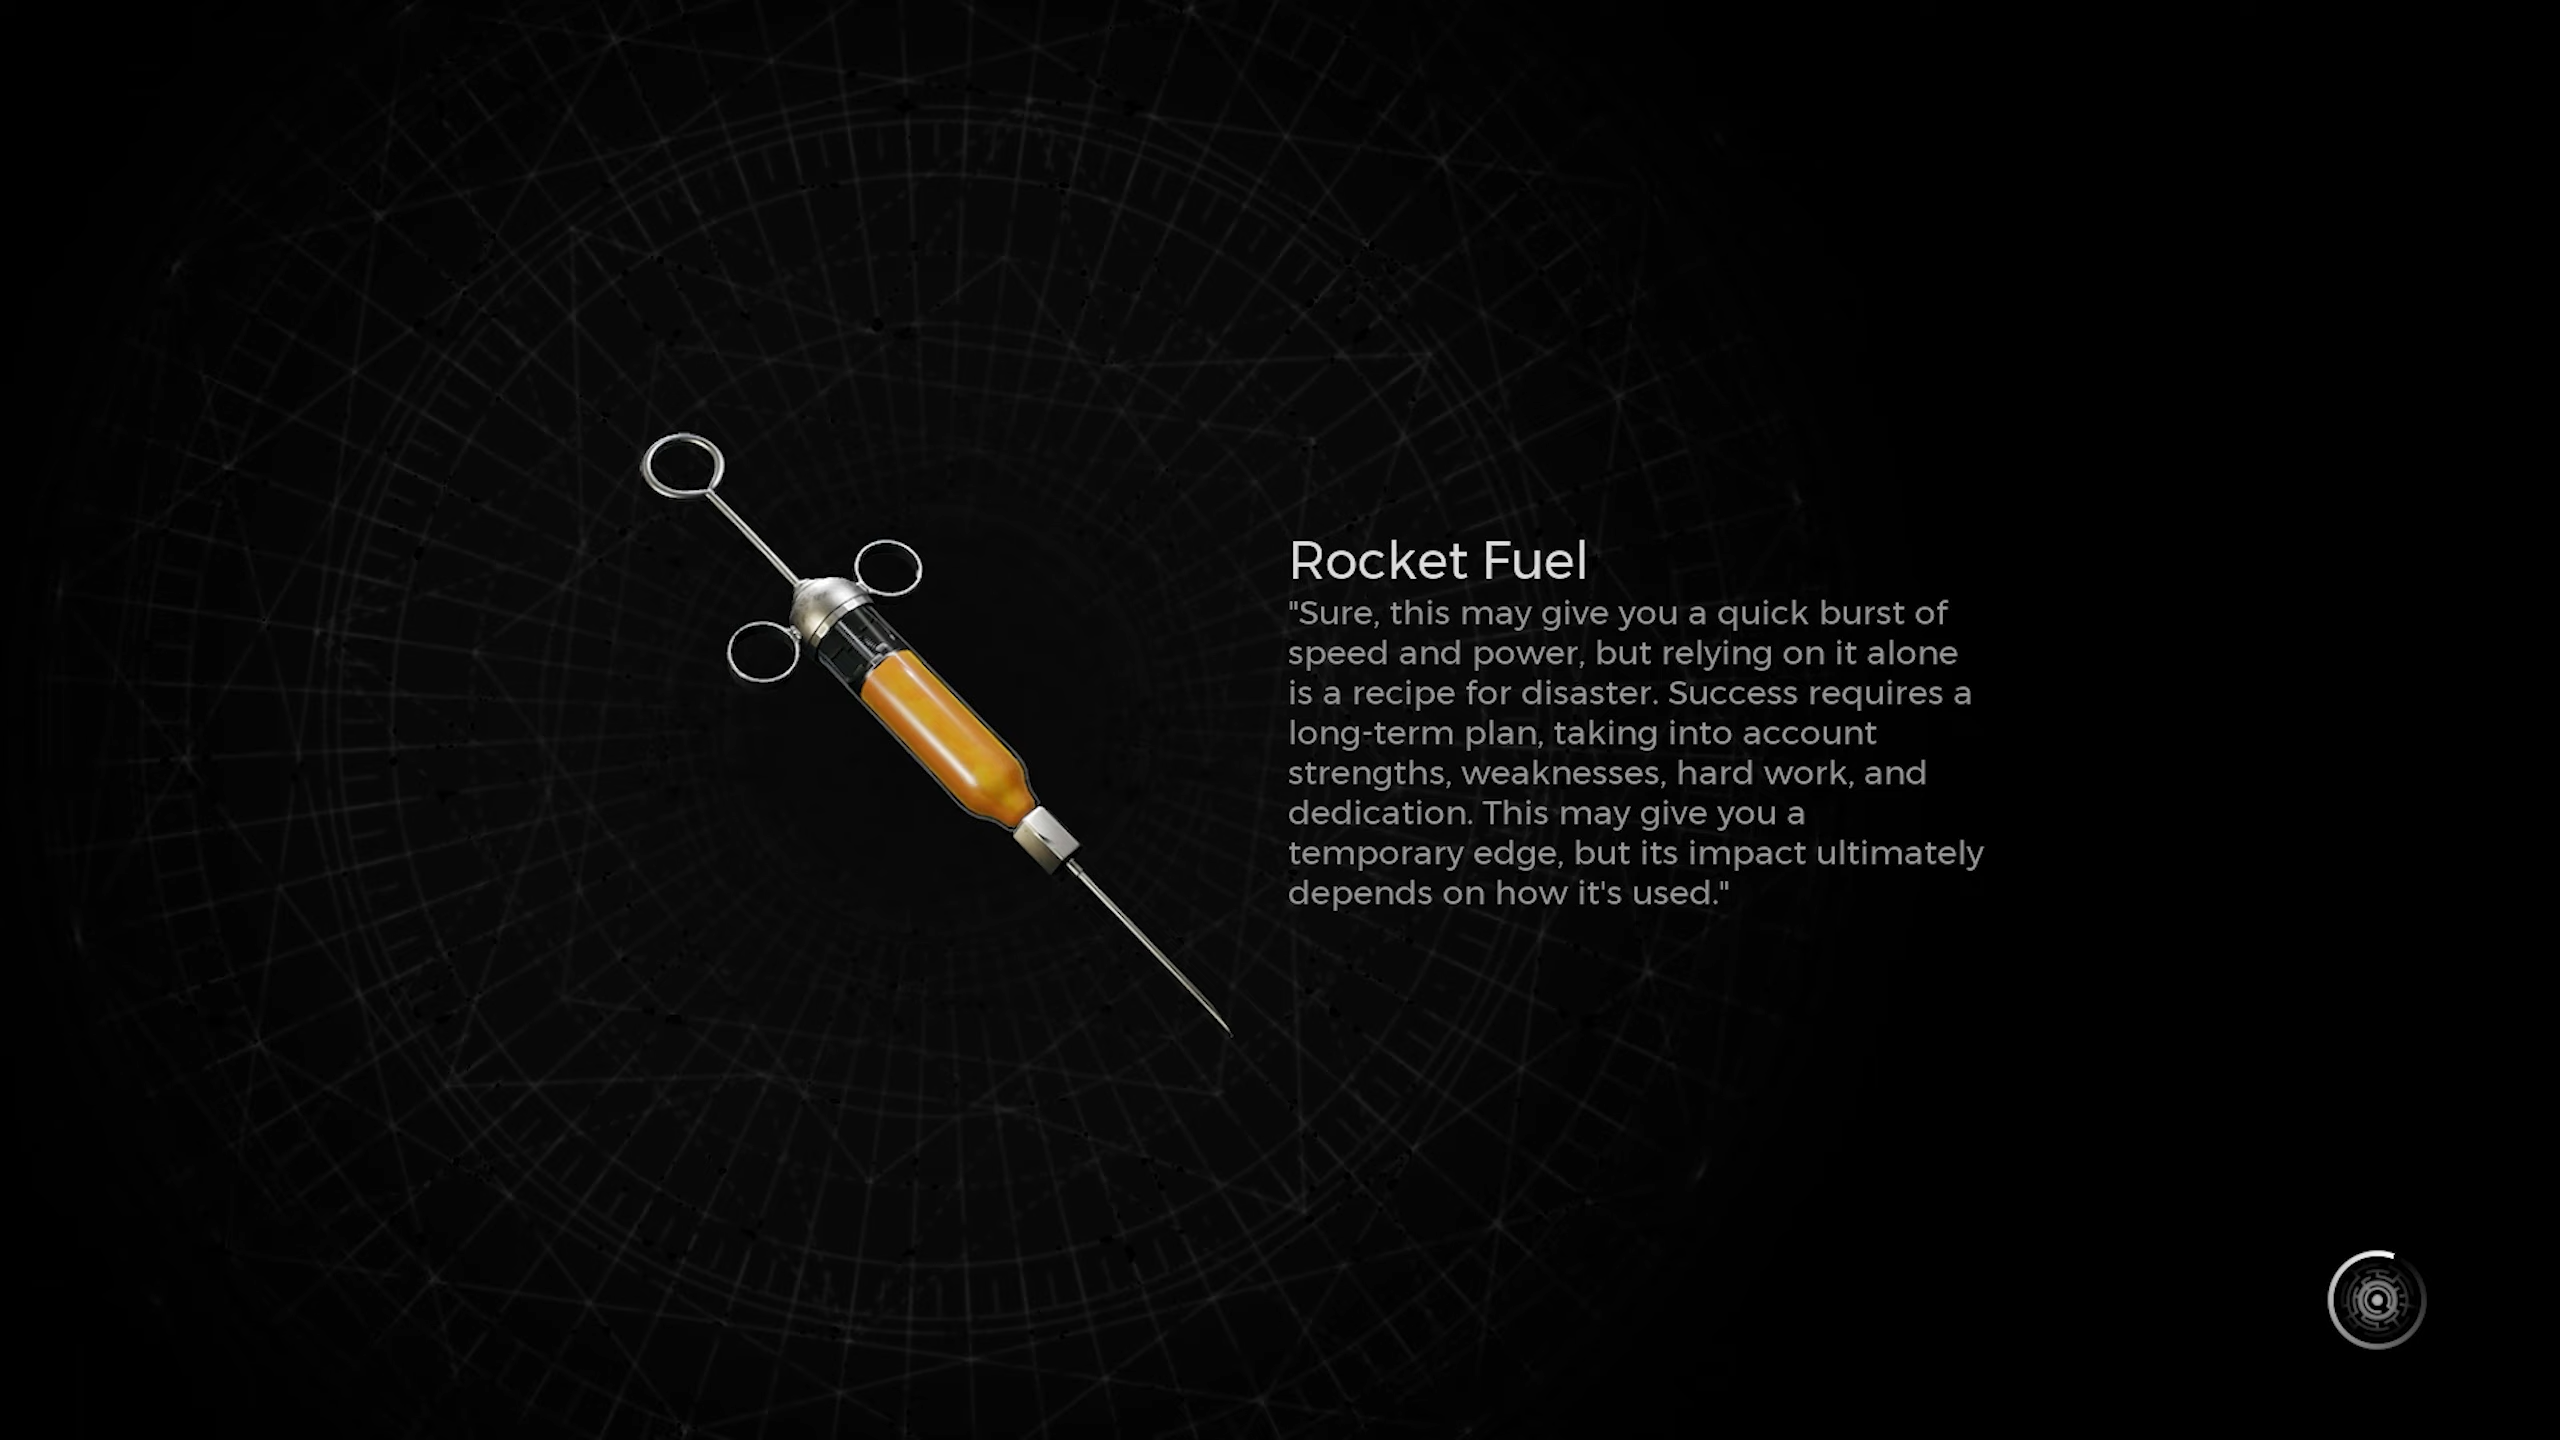 Rocket Fuel
"Sure, this may give you a quick burst of
speed and power, but relying on it alone
is a recipe for disaster. Success requires a
long-term plan, taking into account
strengths, weaknesses, hard work, and
dedication. This may give you a
temporary edge, but its impact ultimately
depends on how it's used."